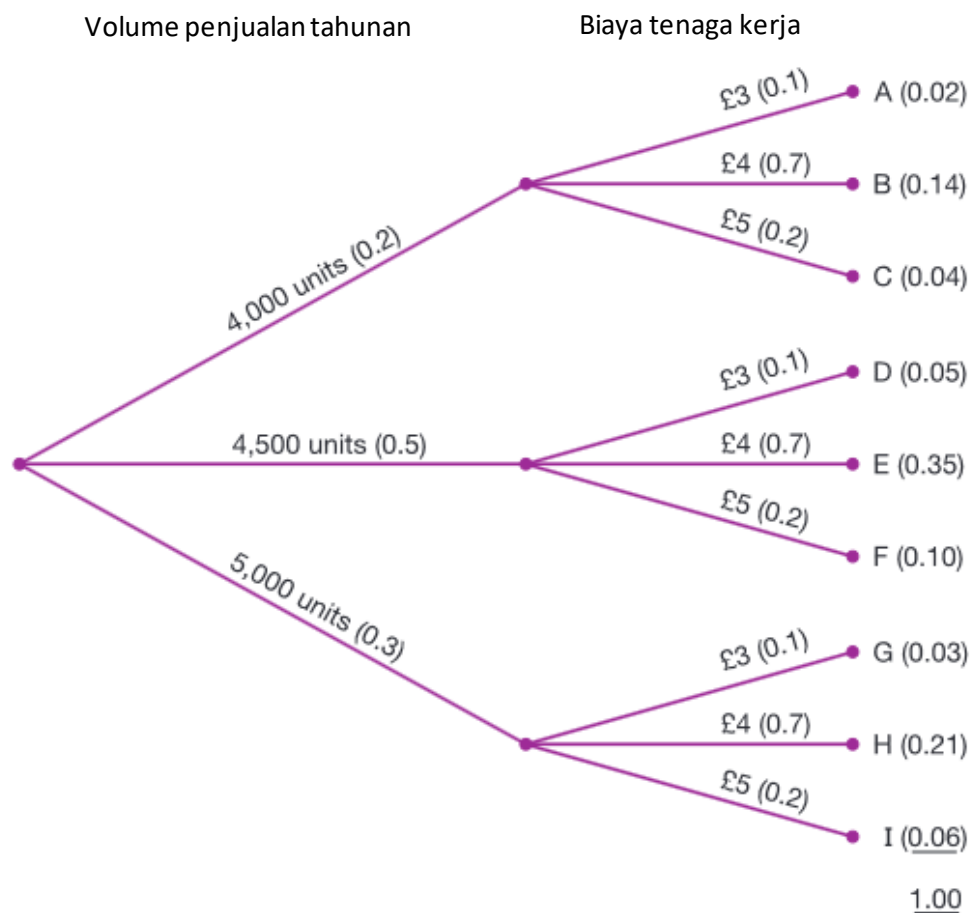 Volume penjualan tahunan
Biaya tenaga kerja
£3 (0.1)
A (0.02)
£4 (0.7)
B (0.14)
£5 (0.2)
C (0.04)
4,000 units (0.2)
£3 (0.1)
D (0.05)
4,500 units (0.5)
£4 (0.7)
E (0.35)
£5 (0.2)
F (0.10)
5,000 units (0.3)
£3 (0.1)
G (0.03)
£4 (0.7)
H (0.21)
£5 (0.2)
I (0.06)
1.00